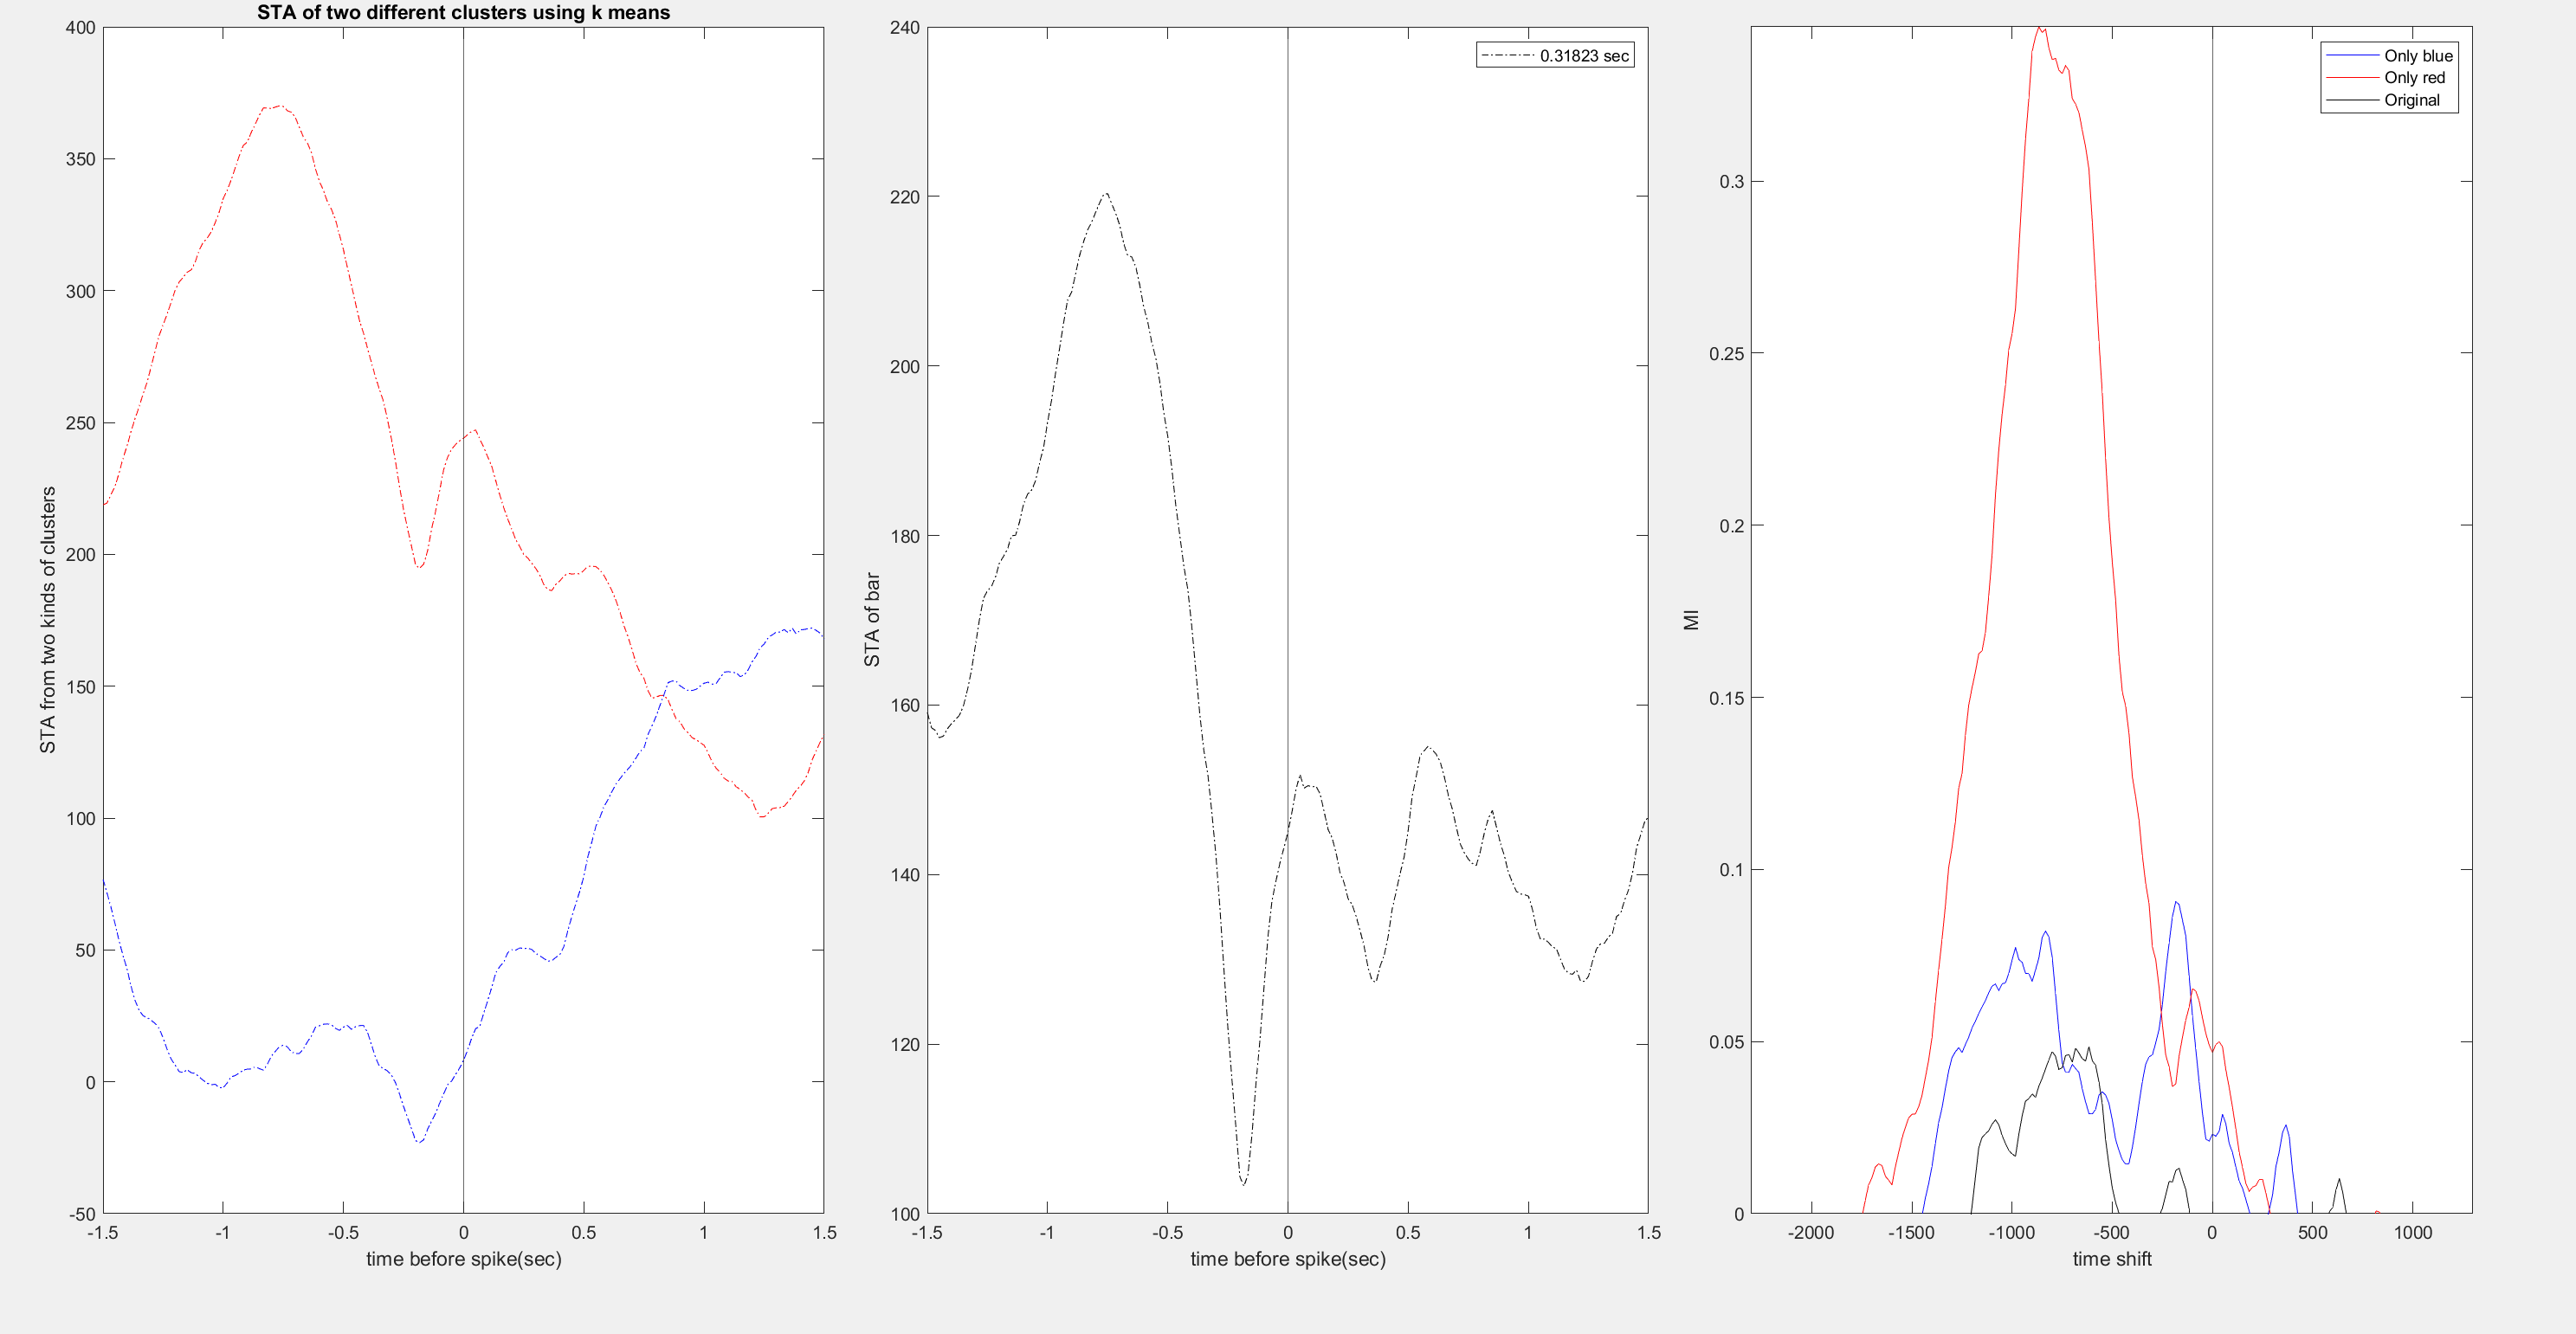 STA of two different clusters using k means
400
350
300
250
200
150
100
50
0
-50
-1.5 -1 -0.5 0 0.5 1 1.5
time before spike(sec)
STA from two kinds of clusters
240
220
200
180
160
140
120
100
-1.5 -1 -0.5 0 0.5 1 1.5
time before spike(sec)
STA of bar
0.31823 sec
0.3
0.25
0.2
0.15
0.1
0.05
0
-2000 -1500 -1000 -500 0 500 1000
time shift
MI
Only blue
Only red
Original